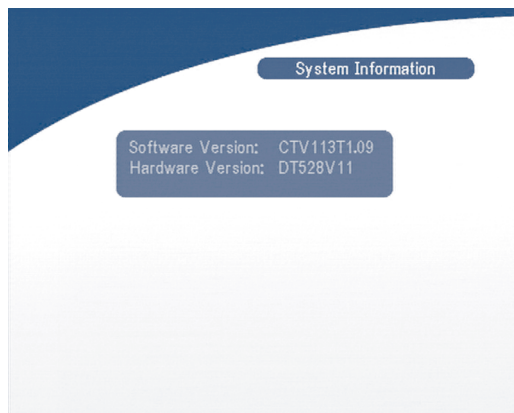 System Information
Software Version: CTV113T1.09
Hardware Version: DT528V11